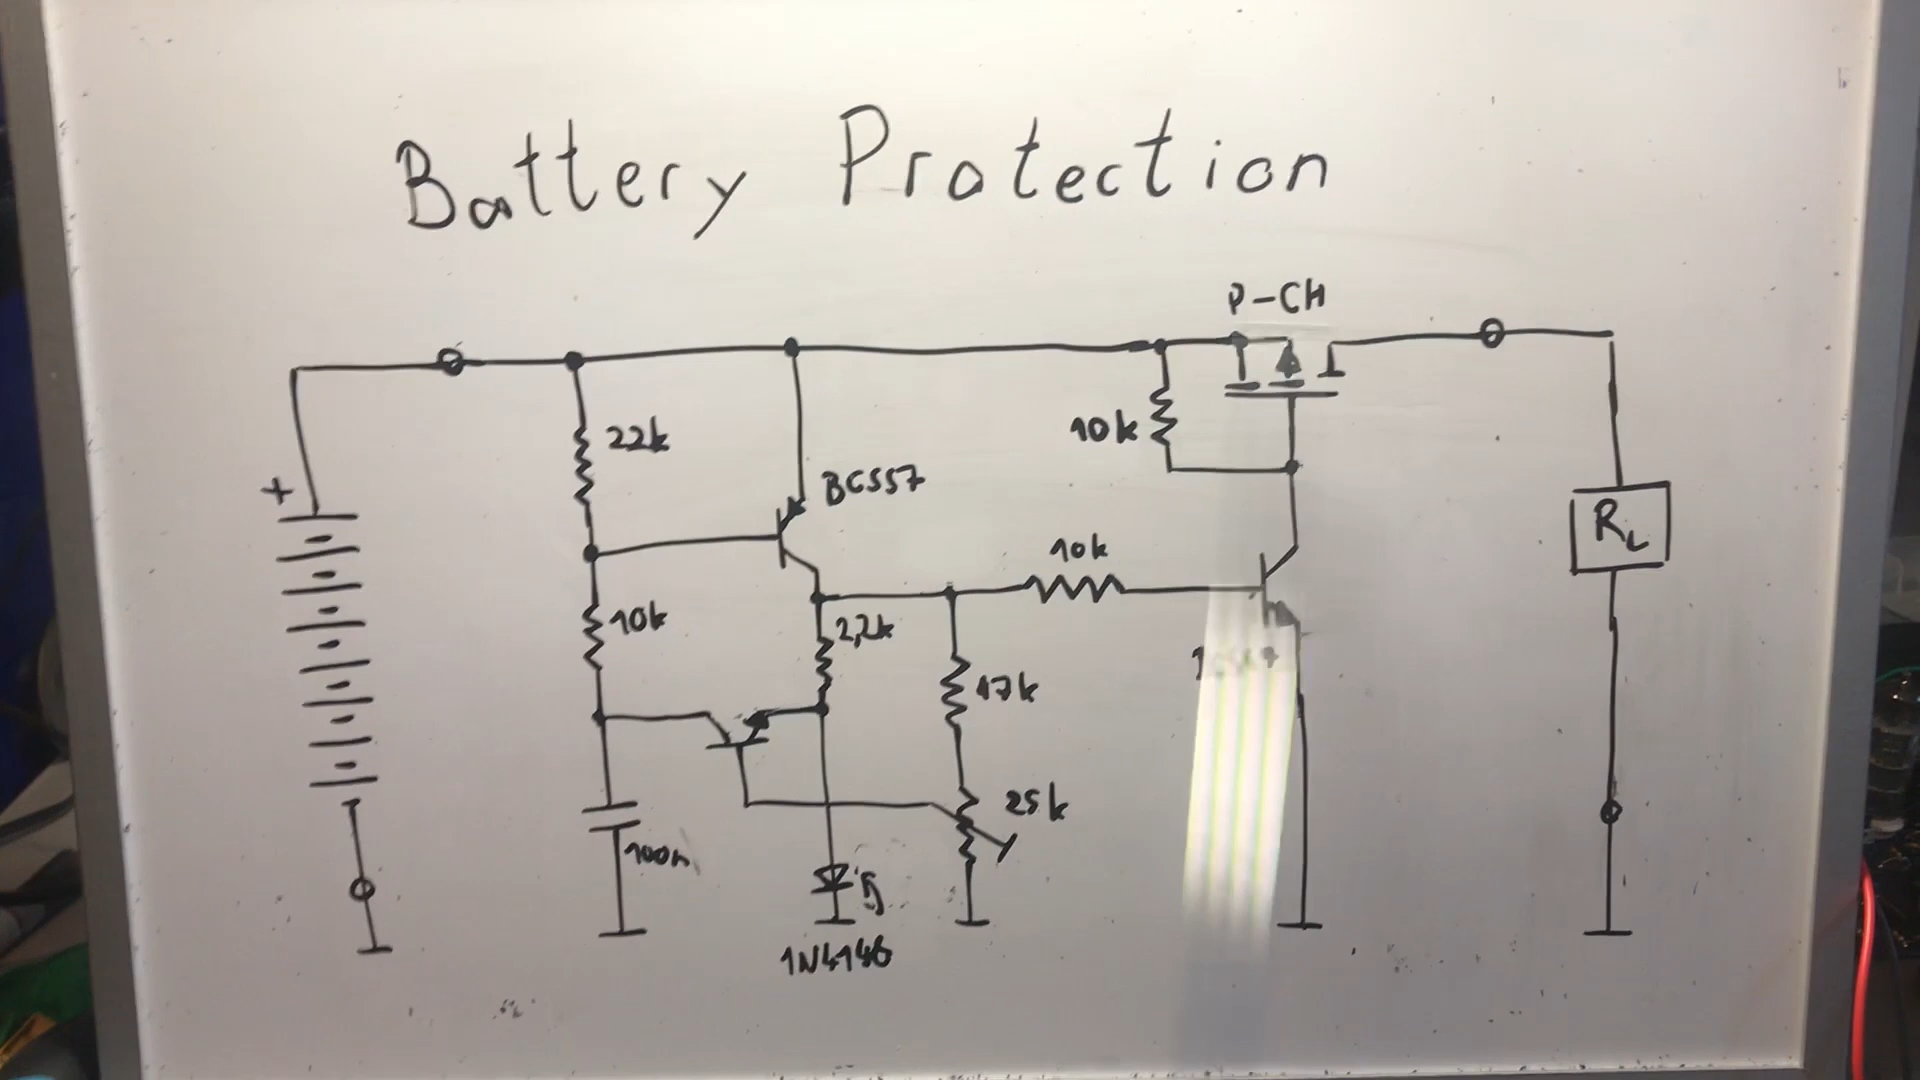 Battery Protection
P-CH
22k
10k
+
BC557
RL
10k
10k
2,2k
47k
25k
100n
1N4148